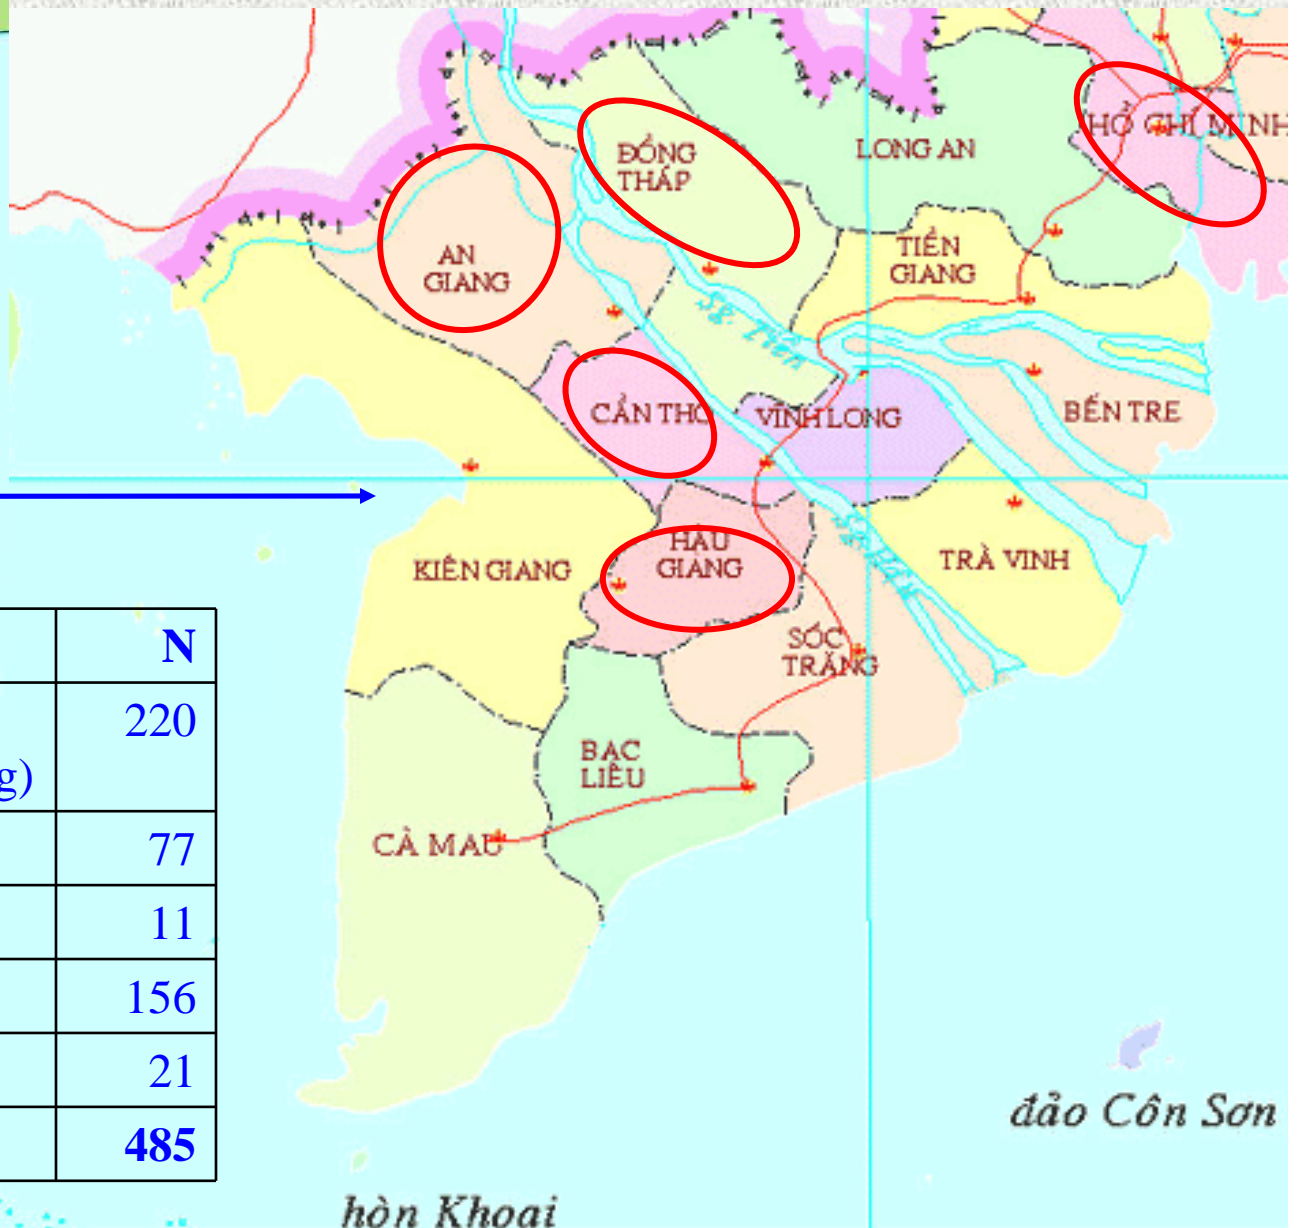 HỒ CHÍ MINH
ĐỒNG
THÁP
LONG AN
AN
GIANG
TIỀN
GIANG
Sg. Tiền
CẦN THƠ
VĨNH LONG
BẾN TRE
HẬU
GIANG
KIÊN GIANG
TRÀ VINH
SÓC
TRĂNG
BẠC
LIÊU
CÀ MAU
N
220
g)
77
11
156
21
485
đảo Côn Sơn
hòn Khoai